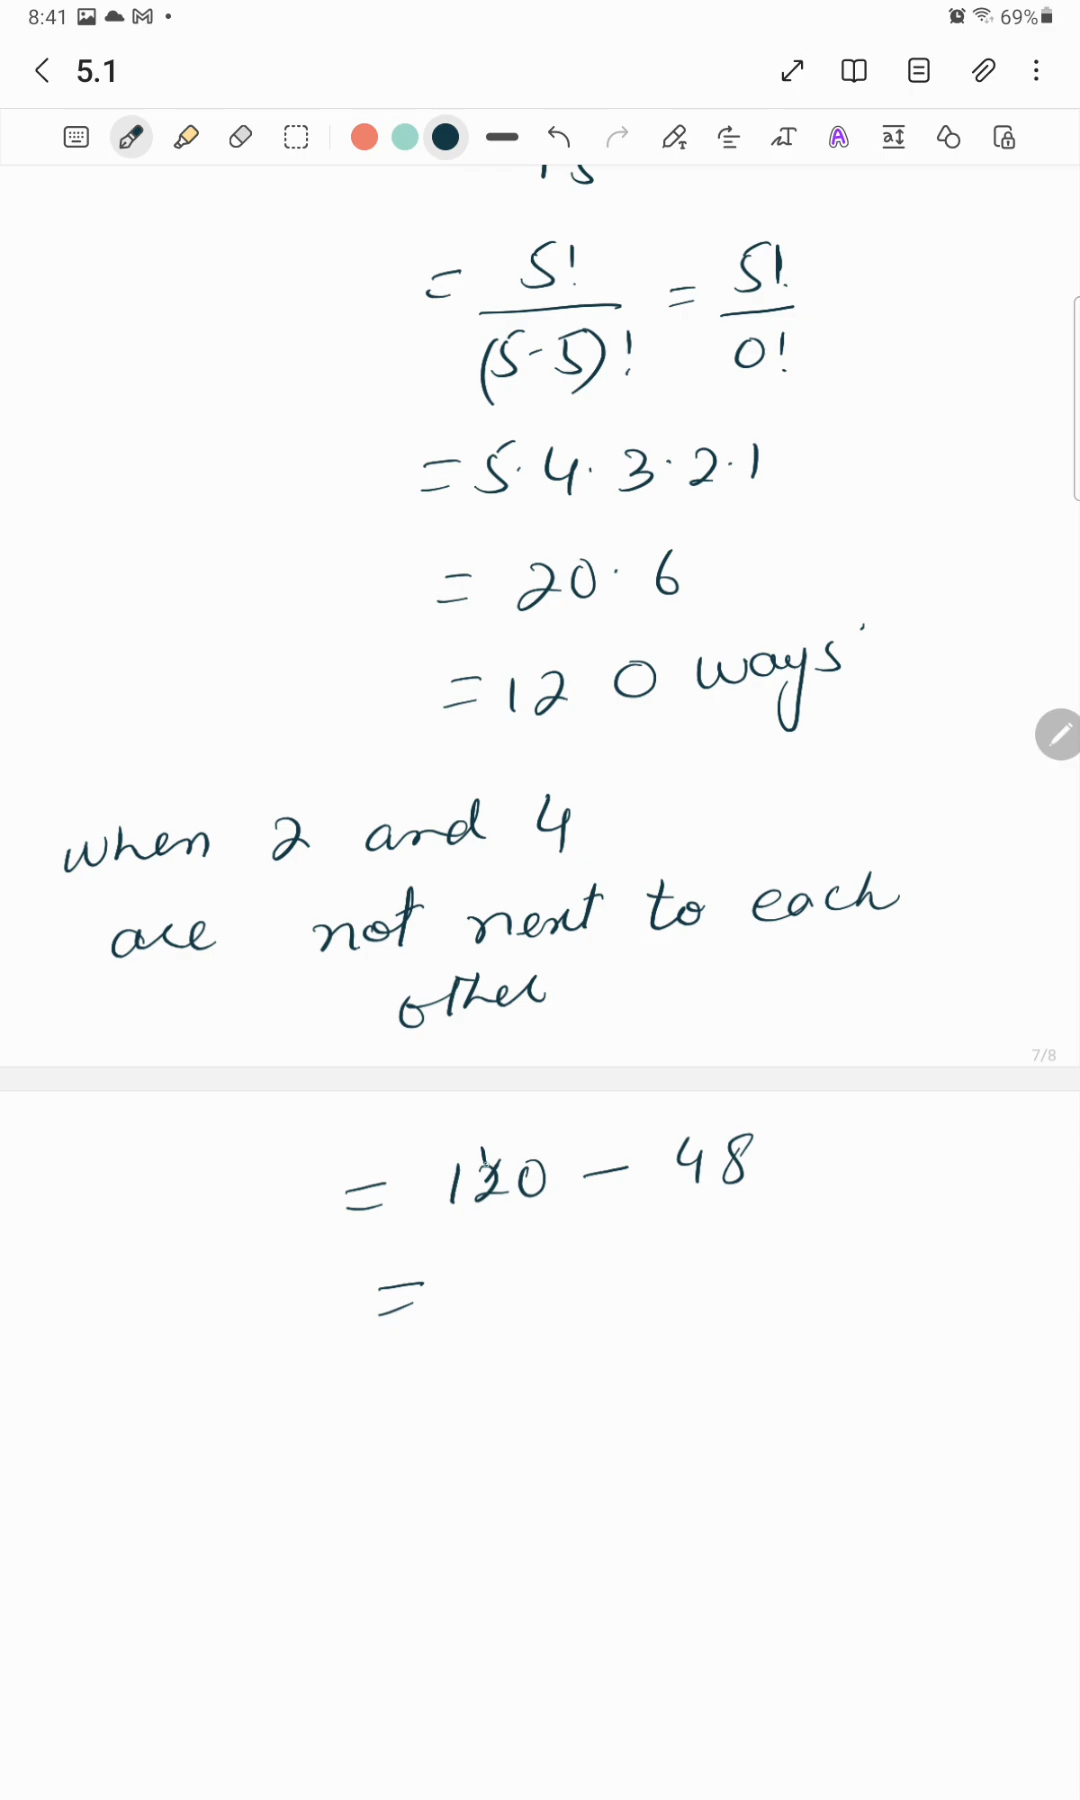 8:41 69%
5.1
= 5! / (5-5)! = 5! / 0!
= 5·4·3·2·1
= 20·6
= 120 ways
when 2 and 4
are not next to each
other
7/8
= 120 - 48
=